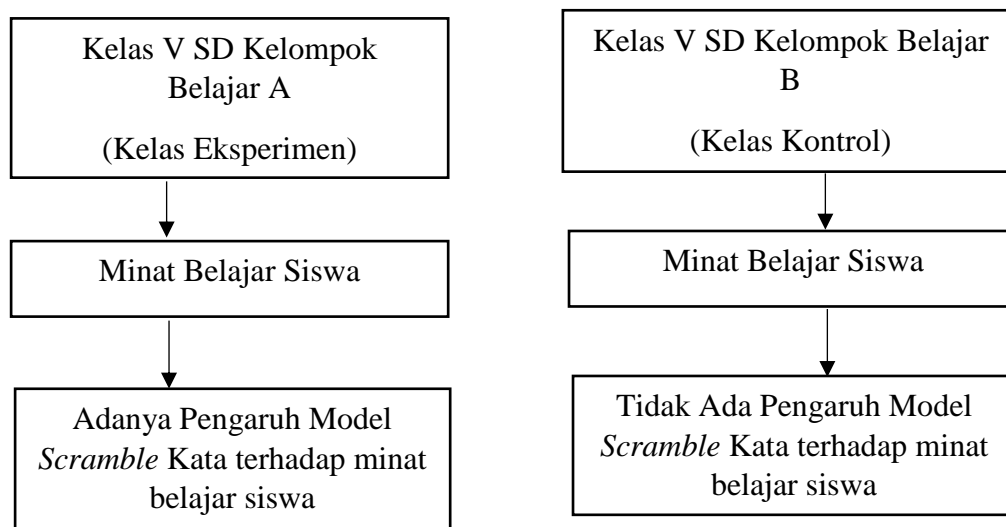 Kelas V SD Kelompok
Belajar A
(Kelas Eksperimen)
Minat Belajar Siswa
Adanya Pengaruh Model
Scramble Kata terhadap minat
belajar siswa
Kelas V SD Kelompok Belajar
B
(Kelas Kontrol)
Minat Belajar Siswa
Tidak Ada Pengaruh Model
Scramble Kata terhadap minat
belajar siswa